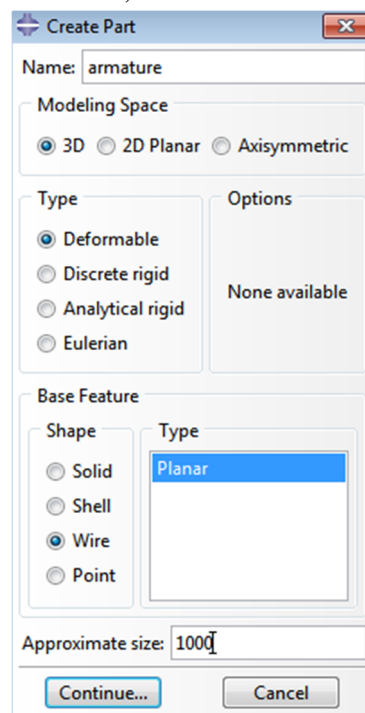 Create Part
Name: armature
Modeling Space
3D 2D Planar Axisymmetric
Type
Deformable
Discrete rigid
Analytical rigid
Eulerian
Options
None available
Base Feature
Shape
Solid
Shell
Wire
Point
Type
Planar
Approximate size: 1000
Continue... Cancel